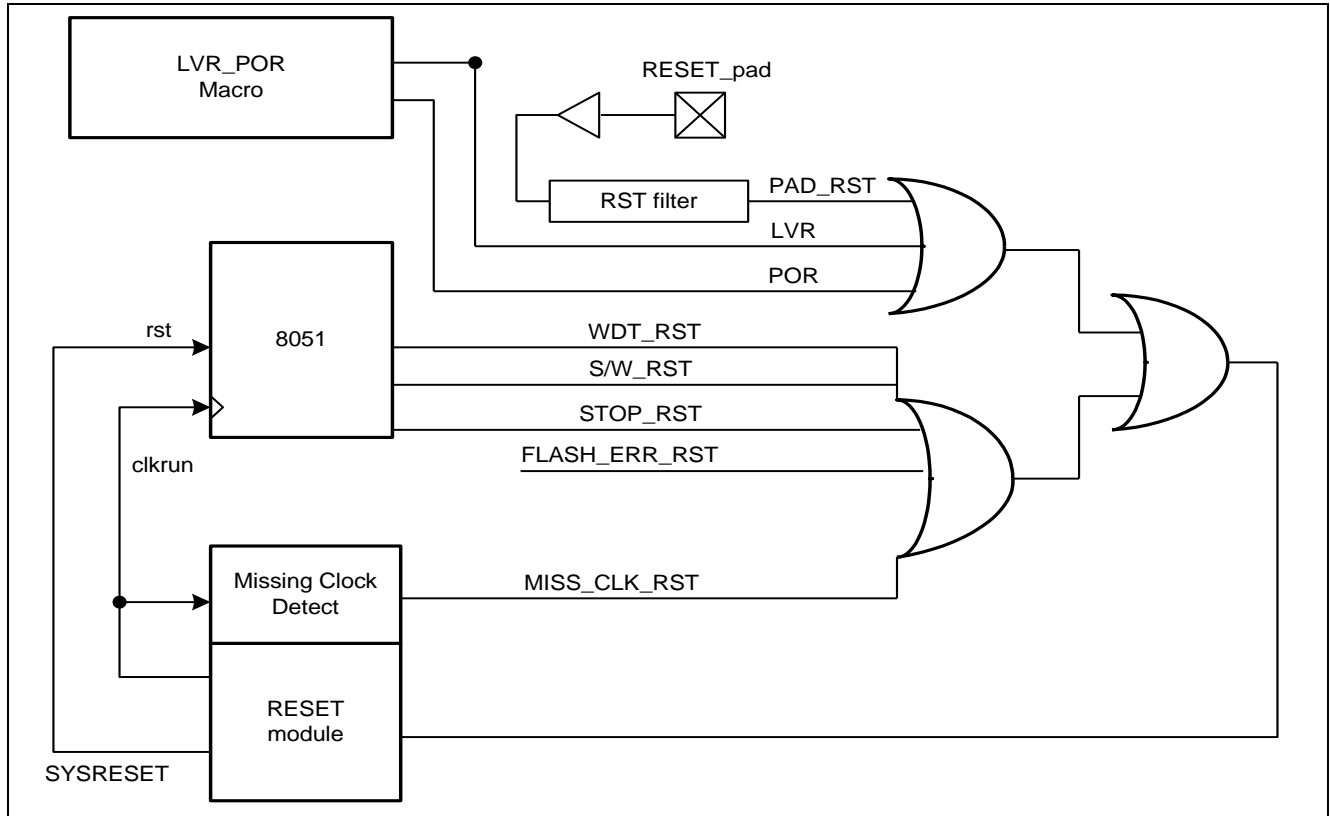 LVR_POR
Macro
RESET_pad
RST filter
PAD_RST
LVR
POR
rst
8051
WDT_RST
S/W_RST
STOP_RST
FLASH_ERR_RST
clkrun
Missing Clock
Detect
MISS_CLK_RST
RESET
module
SYSRESET